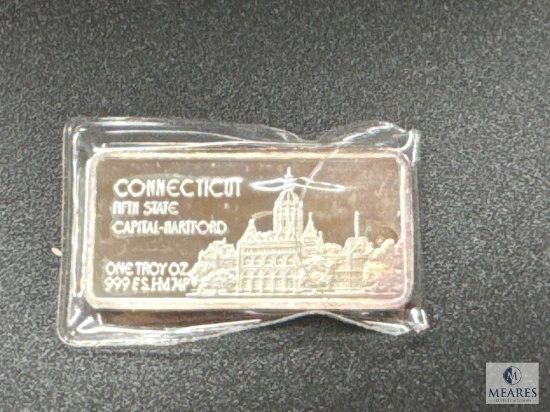 CONNECTICUT
FIFTH STATE
CAPITAL-HARTFORD
ONE TROY OZ.
999 F.S. HM 74P
M
MEARES